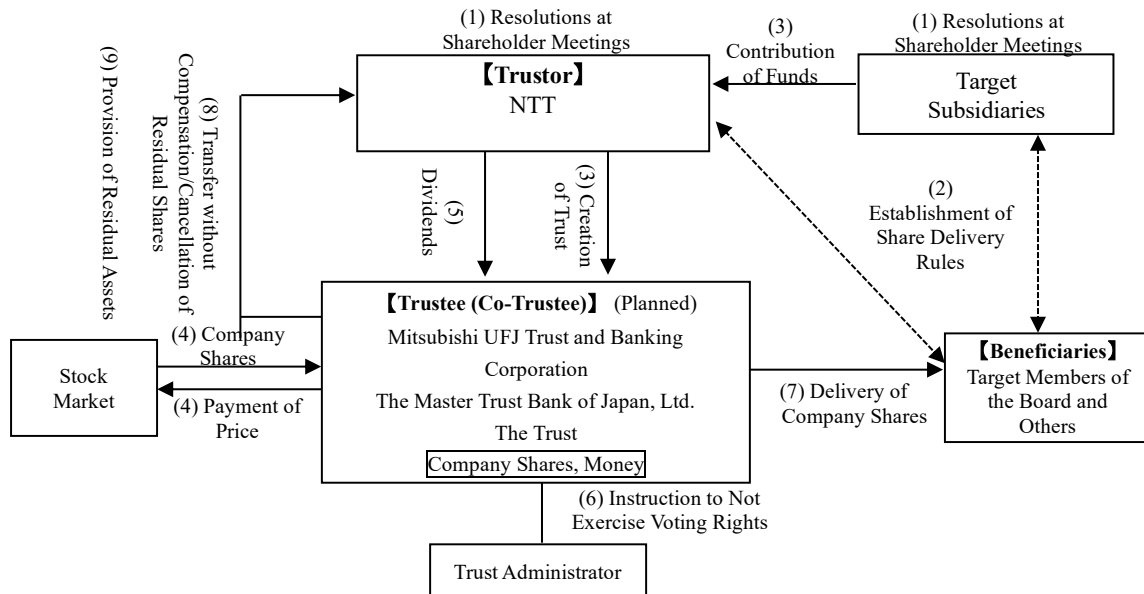 (1) Resolutions at
Shareholder Meetings
【Trustor】
NTT
(3)
Contribution
of Funds
(1) Resolutions at
Shareholder Meetings
Target
Subsidiaries
(9) Provision of Residual Assets
(8) Transfer without
Compensation/Cancellation of
Residual Shares
(5)
Dividends
(3) Creation
of Trust
(2)
Establishment of
Share Delivery
Rules
【Trustee (Co-Trustee)】 (Planned)
Mitsubishi UFJ Trust and Banking
Corporation
The Master Trust Bank of Japan, Ltd.
The Trust
Company Shares, Money
(4) Company
Shares
Stock
Market
(4) Payment of
Price
(7) Delivery of
Company Shares
【Beneficiaries】
Target Members of
the Board and
Others
(6) Instruction to Not
Exercise Voting Rights
Trust Administrator